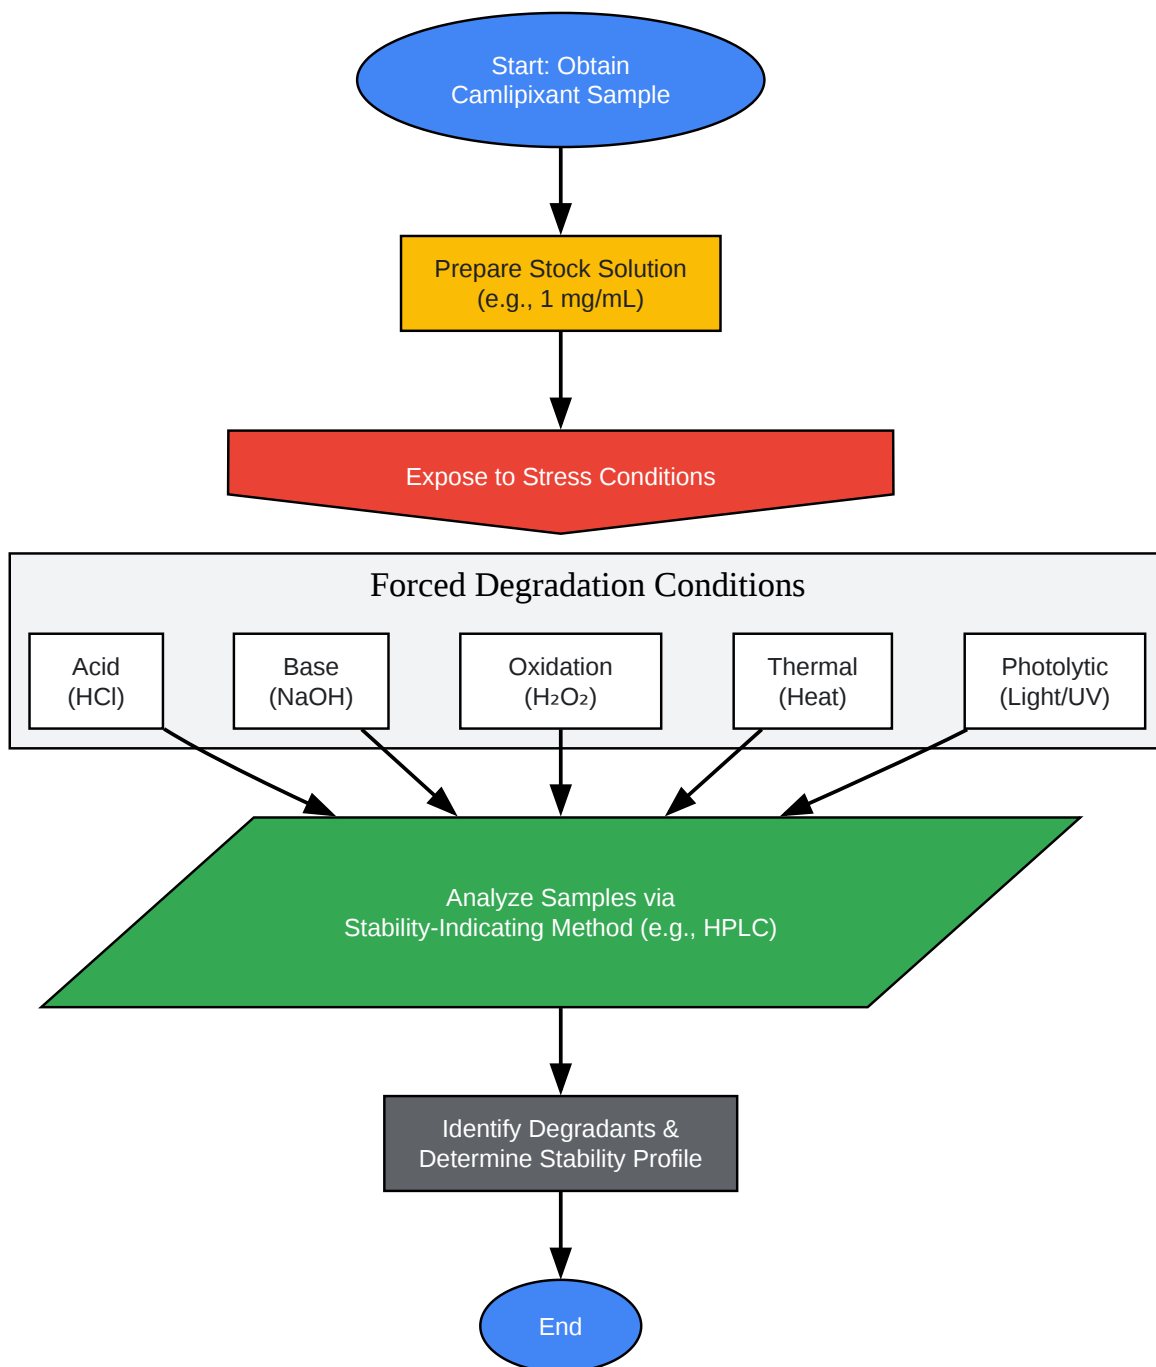 Start: Obtain
Camlipixant Sample
Prepare Stock Solution
(e.g., 1 mg/mL)
Expose to Stress Conditions
Forced Degradation Conditions
Acid
(HCl)
Base
(NaOH)
Oxidation
(H₂O₂)
Thermal
(Heat)
Photolytic
(Light/UV)
Analyze Samples via
Stability-Indicating Method (e.g., HPLC)
Identify Degradants &
Determine Stability Profile
End